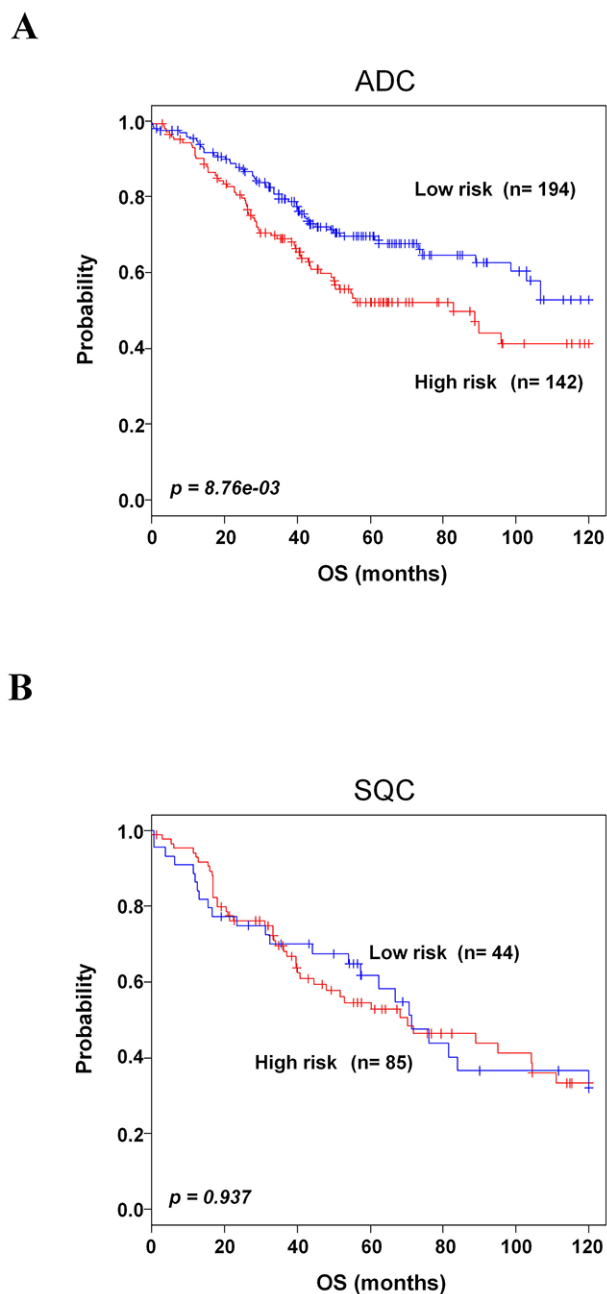 A
ADC
1.0
0.8
0.6
0.4
0.2
0.0
Probability
Low risk (n= 194)
High risk (n= 142)
p = 8.76e-03
0 20 40 60 80 100 120
OS (months)
B
SQC
1.0
0.8
0.6
0.4
0.2
0.0
Probability
Low risk (n= 44)
High risk (n= 85)
p = 0.937
0 20 40 60 80 100 120
OS (months)